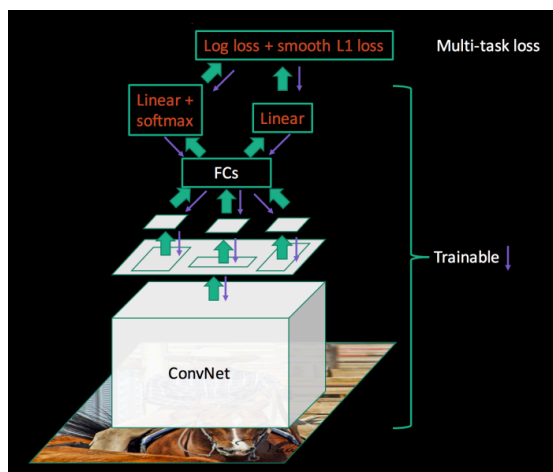 Log loss + smooth L1 loss
Multi-task loss
Linear +
softmax
Linear
FCs
Trainable
ConvNet